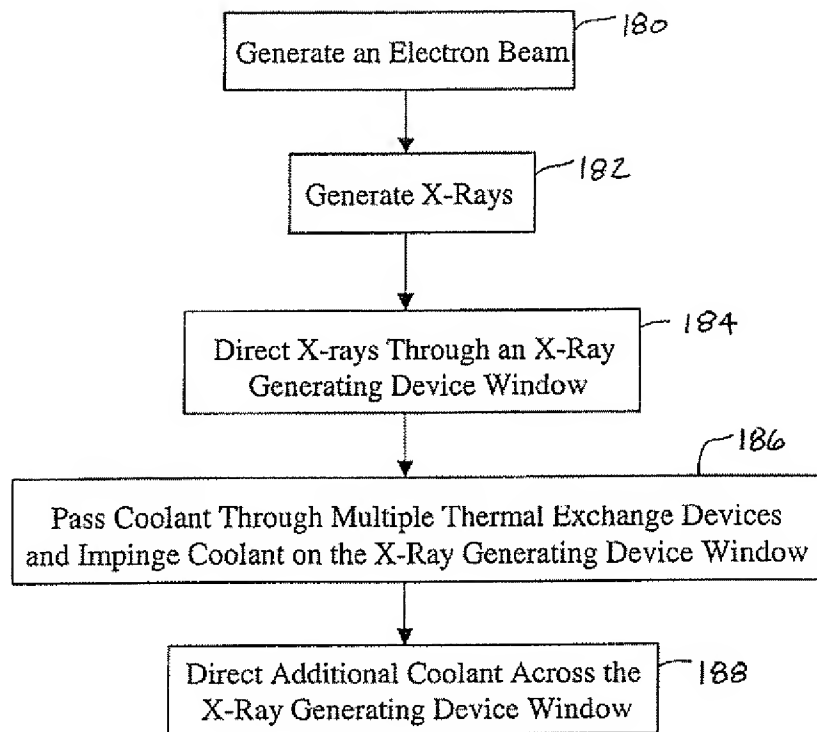 Generate an Electron Beam
180
Generate X-Rays
182
Direct X-rays Through an X-Ray
Generating Device Window
184
Pass Coolant Through Multiple Thermal Exchange Devices
and Impinge Coolant on the X-Ray Generating Device Window
186
Direct Additional Coolant Across the
X-Ray Generating Device Window
188